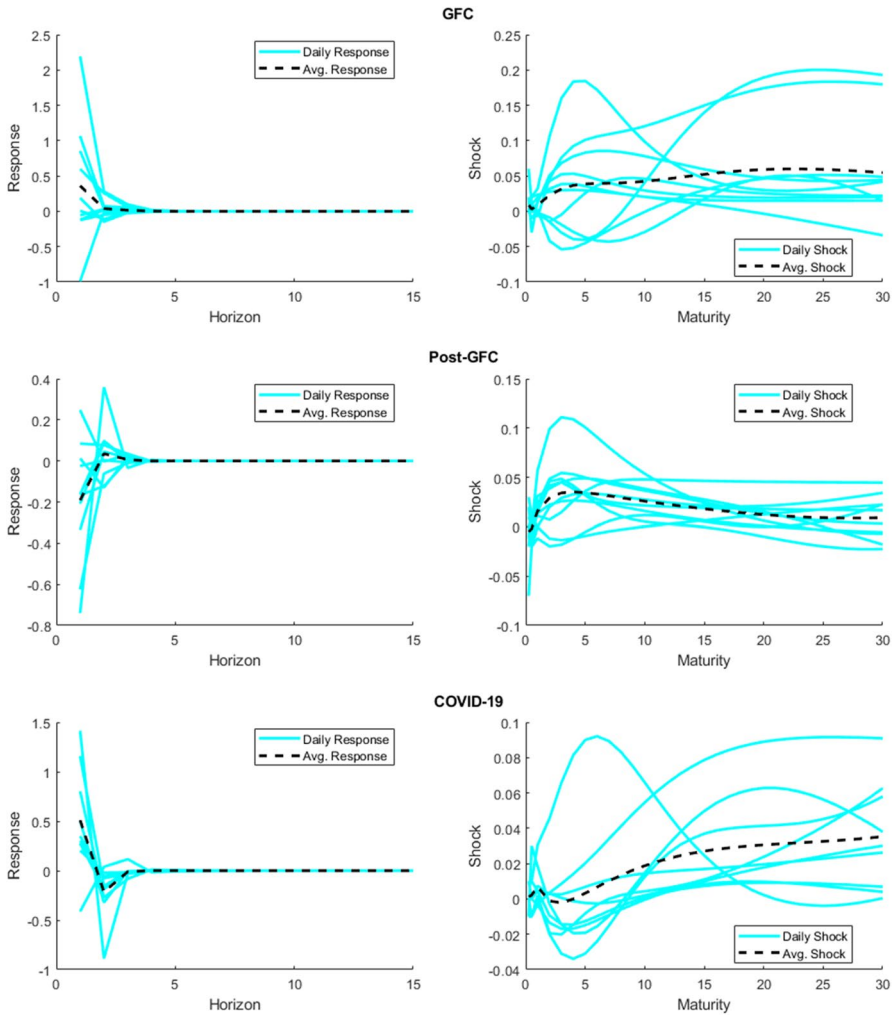 GFC
Response
2.5
2
1.5
1
0.5
0
-0.5
-1
0
5
10
15
Horizon
Daily Response
Avg. Response
Shock
0.25
0.2
0.15
0.1
0.05
0
-0.05
-0.1
0
5
10
15
20
25
30
Maturity
Daily Shock
Avg. Shock
Post-GFC
Response
0.4
0.2
0
-0.2
-0.4
-0.6
-0.8
0
5
10
15
Horizon
Daily Response
Avg. Response
Shock
0.15
0.1
0.05
0
-0.05
-0.1
0
5
10
15
20
25
30
Maturity
Daily Shock
Avg. Shock
COVID-19
Response
1.5
1
0.5
0
-0.5
-1
0
5
10
15
Horizon
Daily Response
Avg. Response
Shock
0.1
0.08
0.06
0.04
0.02
0
-0.02
-0.04
0
5
10
15
20
25
30
Maturity
Daily Shock
Avg. Shock